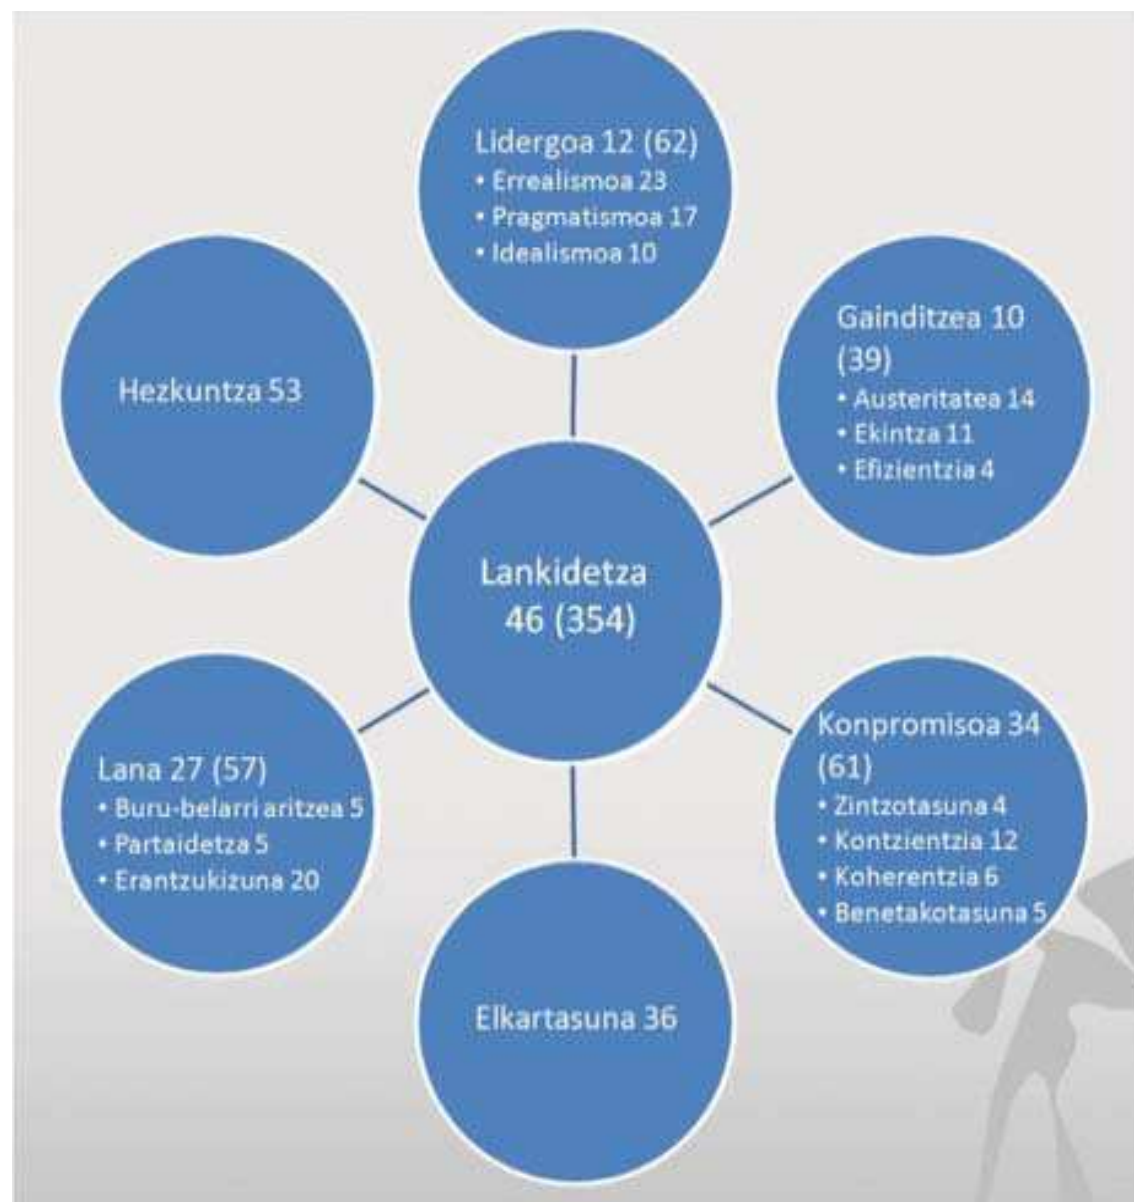 Lidergoa 12 (62)
• Errealismoa 23
• Pragmatismoa 17
• Idealismoa 10
Gainditzea 10
(39)
• Austeritatea 14
• Ekintza 11
• Efizientzia 4
Hezkuntza 53
Lankidetza
46 (354)
Konpromisoa 34
(61)
• Zintzotasuna 4
• Kontzientzia 12
• Koherentzia 6
• Benetakotasuna 5
Lana 27 (57)
• Buru-belarri aritzea 5
• Partaidetza 5
• Erantzukizuna 20
Elkartasuna 36